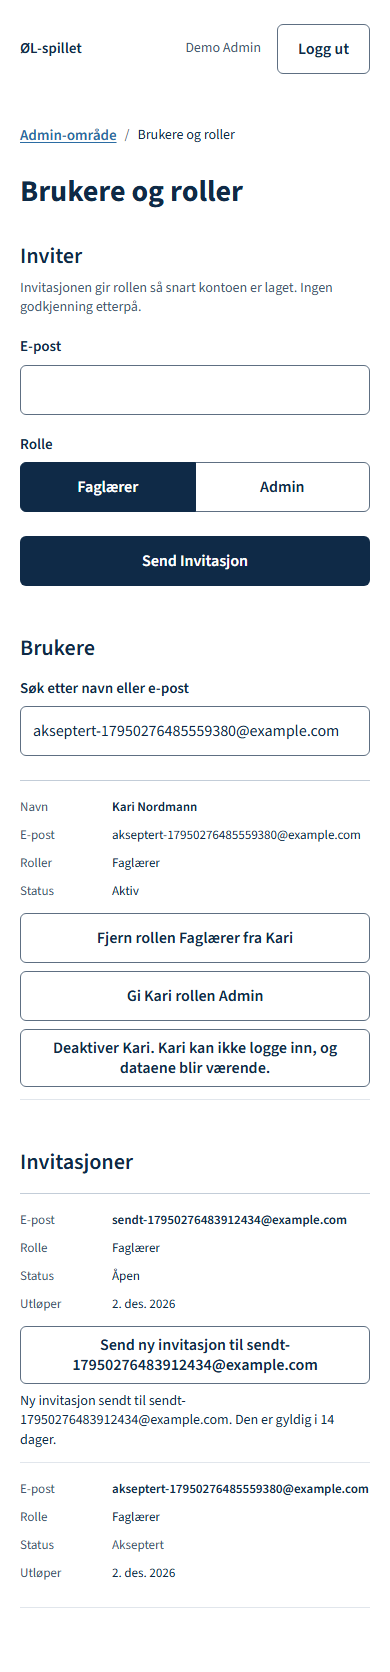 ØL-spillet
Demo Admin
Logg ut
Admin-område / Brukere og roller
Brukere og roller
Inviter
Invitasjonen gir rollen så snart kontoen er laget. Ingen
godkjenning etterpå.
E-post
Rolle
Faglærer
Admin
Send Invitasjon
Brukere
Søk etter navn eller e-post
akseptert-17950276485559380@example.com
Navn Kari Nordmann
E-post akseptert-17950276485559380@example.com
Roller Faglærer
Status Aktiv
Fjern rollen Faglærer fra Kari
Gi Kari rollen Admin
Deaktiver Kari. Kari kan ikke logge inn, og
dataene blir værende.
Invitasjoner
E-post sendt-17950276483912434@example.com
Rolle Faglærer
Status Åpen
Utløper 2. des. 2026
Send ny invitasjon til sendt-
17950276483912434@example.com
Ny invitasjon sendt til sendt-
17950276483912434@example.com. Den er gyldig i 14
dager.
E-post akseptert-17950276485559380@example.com
Rolle Faglærer
Status Akseptert
Utløper 2. des. 2026